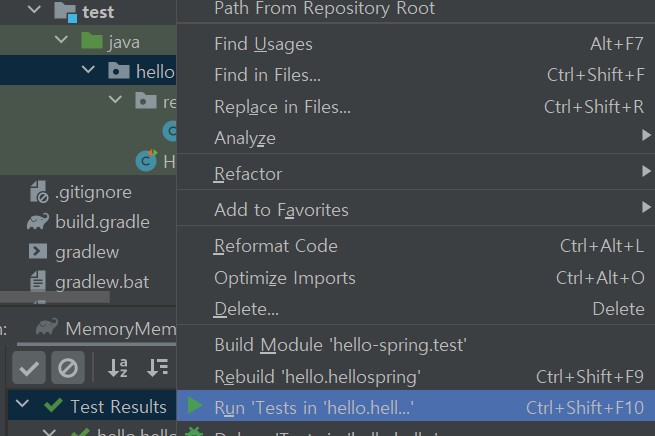 test
Path From Repository Root
java
Find Usages Alt+F7
hello
Find in Files... Ctrl+Shift+F
re
Replace in Files... Ctrl+Shift+R
Analyze
H
Refactor
.gitignore
Add to Favorites
build.gradle
gradlew
Reformat Code Ctrl+Alt+L
gradlew.bat
Optimize Imports Ctrl+Alt+O
Delete... Delete
MemoryMem
Build Module 'hello-spring.test'
Rebuild 'hello.hellospring' Ctrl+Shift+F9
Test Results
Run 'Tests in 'hello.hell...' Ctrl+Shift+F10